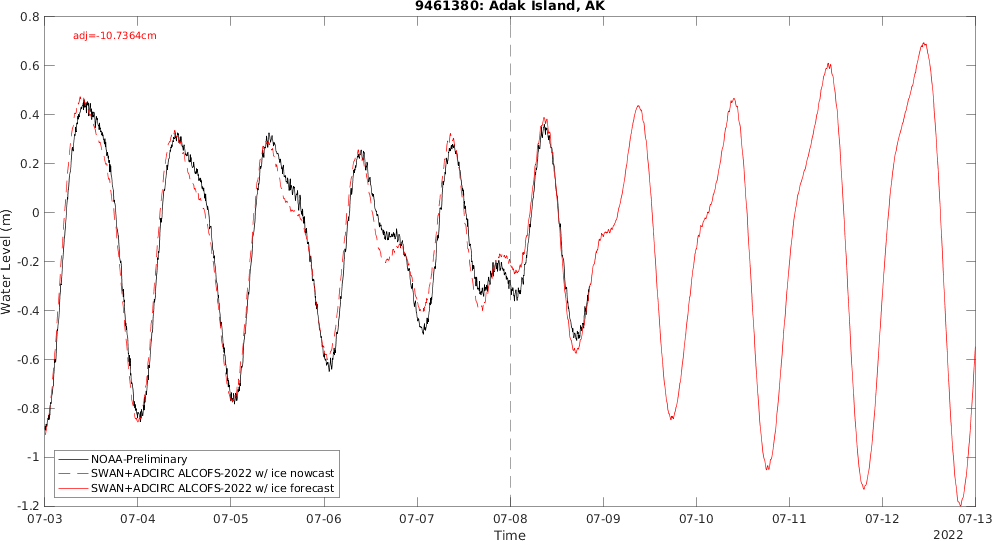 9461380: Adak Island, AK
adj=-10.7364cm
0.8
0.6
0.4
0.2
0
-0.2
-0.4
-0.6
-0.8
-1
-1.2
Water Level (m)
NOAA-Preliminary
SWAN+ADCIRC ALCOFS-2022 w/ ice nowcast
SWAN+ADCIRC ALCOFS-2022 w/ ice forecast
07-03 07-04 07-05 07-06 07-07 07-08 07-09 07-10 07-11 07-12 07-13
Time
2022